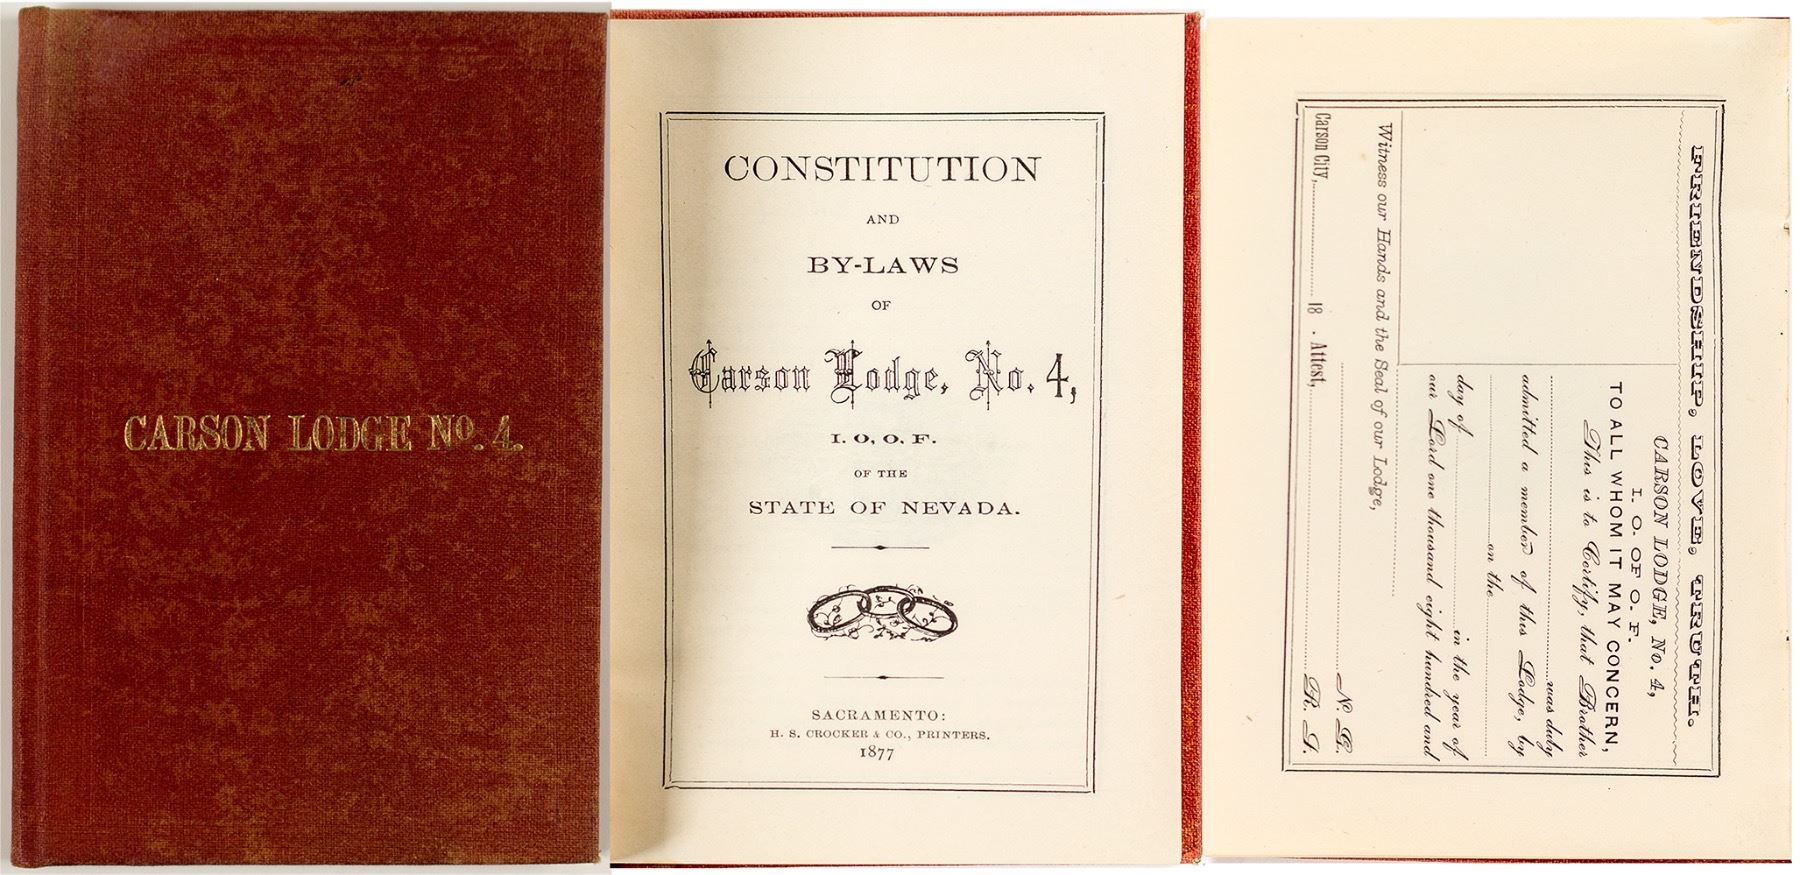 CARSON LODGE No. 4.
CONSTITUTION
AND
BY-LAWS
OF
Carson Lodge, No. 4,
I. O. O. F.
OF THE
STATE OF NEVADA.
SACRAMENTO:
H. S. CROCKER & CO., PRINTERS.
1877
FRIENDSHIP, LOVE, TRUTH.
CARSON LODGE, No. 4,
I. O. OF O. F.
TO ALL WHOM IT MAY CONCERN,
This is to Certify, that Brother
was duly
admitted a member of this Lodge, by
on the
day of in the year of
our Lord one thousand eight hundred and
Witness our Hands and the Seal of our Lodge,
N. G.
Carson City, 18 . Attest, R. S.